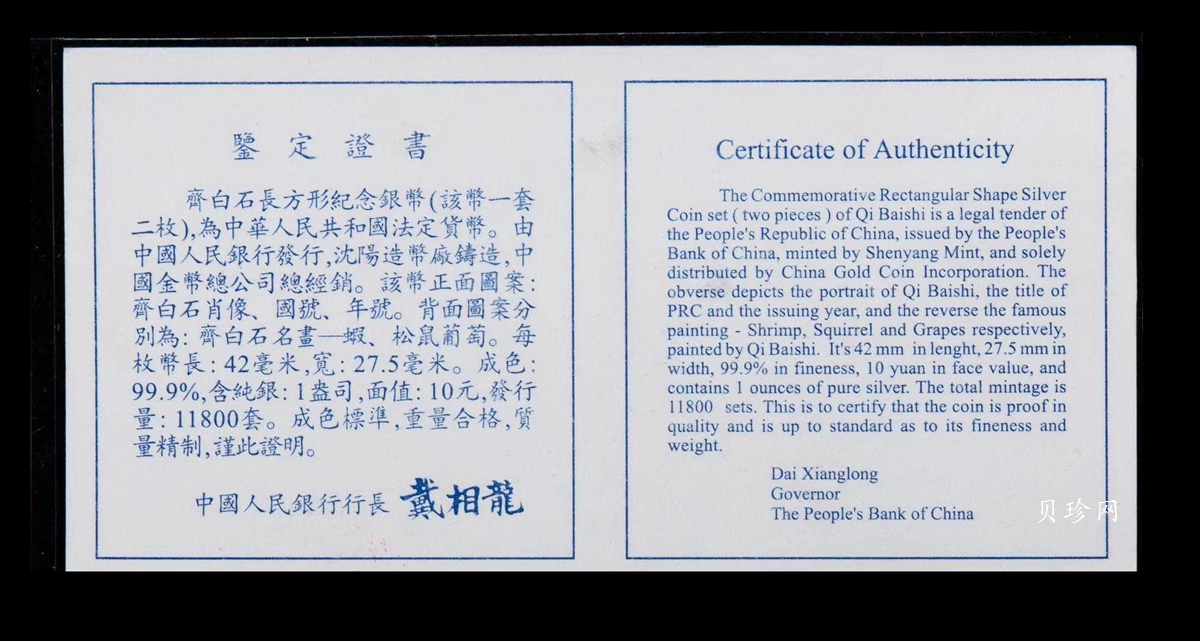 鑒定證書
齊白石長方形紀念銀幣(該幣一套
二枚),為中華人民共和國法定貨幣。由
中國人民銀行發行,沈陽造幣廠鑄造,中
國金幣總公司總經銷。該幣正面圖案:
齊白石肖像、國號、年號。背面圖案分
別為:齊白石名畫—蝦、松鼠葡萄。每
枚幣長:42毫米,寬:27.5毫米。成色:
99.9%,含純銀:1盎司,面值:10元,發行
量:11800套。成色標準,重量合格,質
量精制,謹此證明。
中國人民銀行行長 戴相龍
Certificate of Authenticity
The Commemorative Rectangular Shape Silver
Coin set ( two pieces ) of Qi Baishi is a legal tender of
the People's Republic of China, issued by the People's
Bank of China, minted by Shenyang Mint, and solely
distributed by China Gold Coin Incorporation. The
obverse depicts the portrait of Qi Baishi, the title of
PRC and the issuing year, and the reverse the famous
painting - Shrimp, Squirrel and Grapes respectively,
painted by Qi Baishi. It's 42 mm in lenght, 27.5 mm in
width, 99.9% in fineness, 10 yuan in face value, and
contains 1 ounces of pure silver. The total mintage is
11800 sets. This is to certify that the coin is proof in
quality and is up to standard as to its fineness and
weight.
Dai Xianglong
Governor
The People's Bank of China
贝珍网